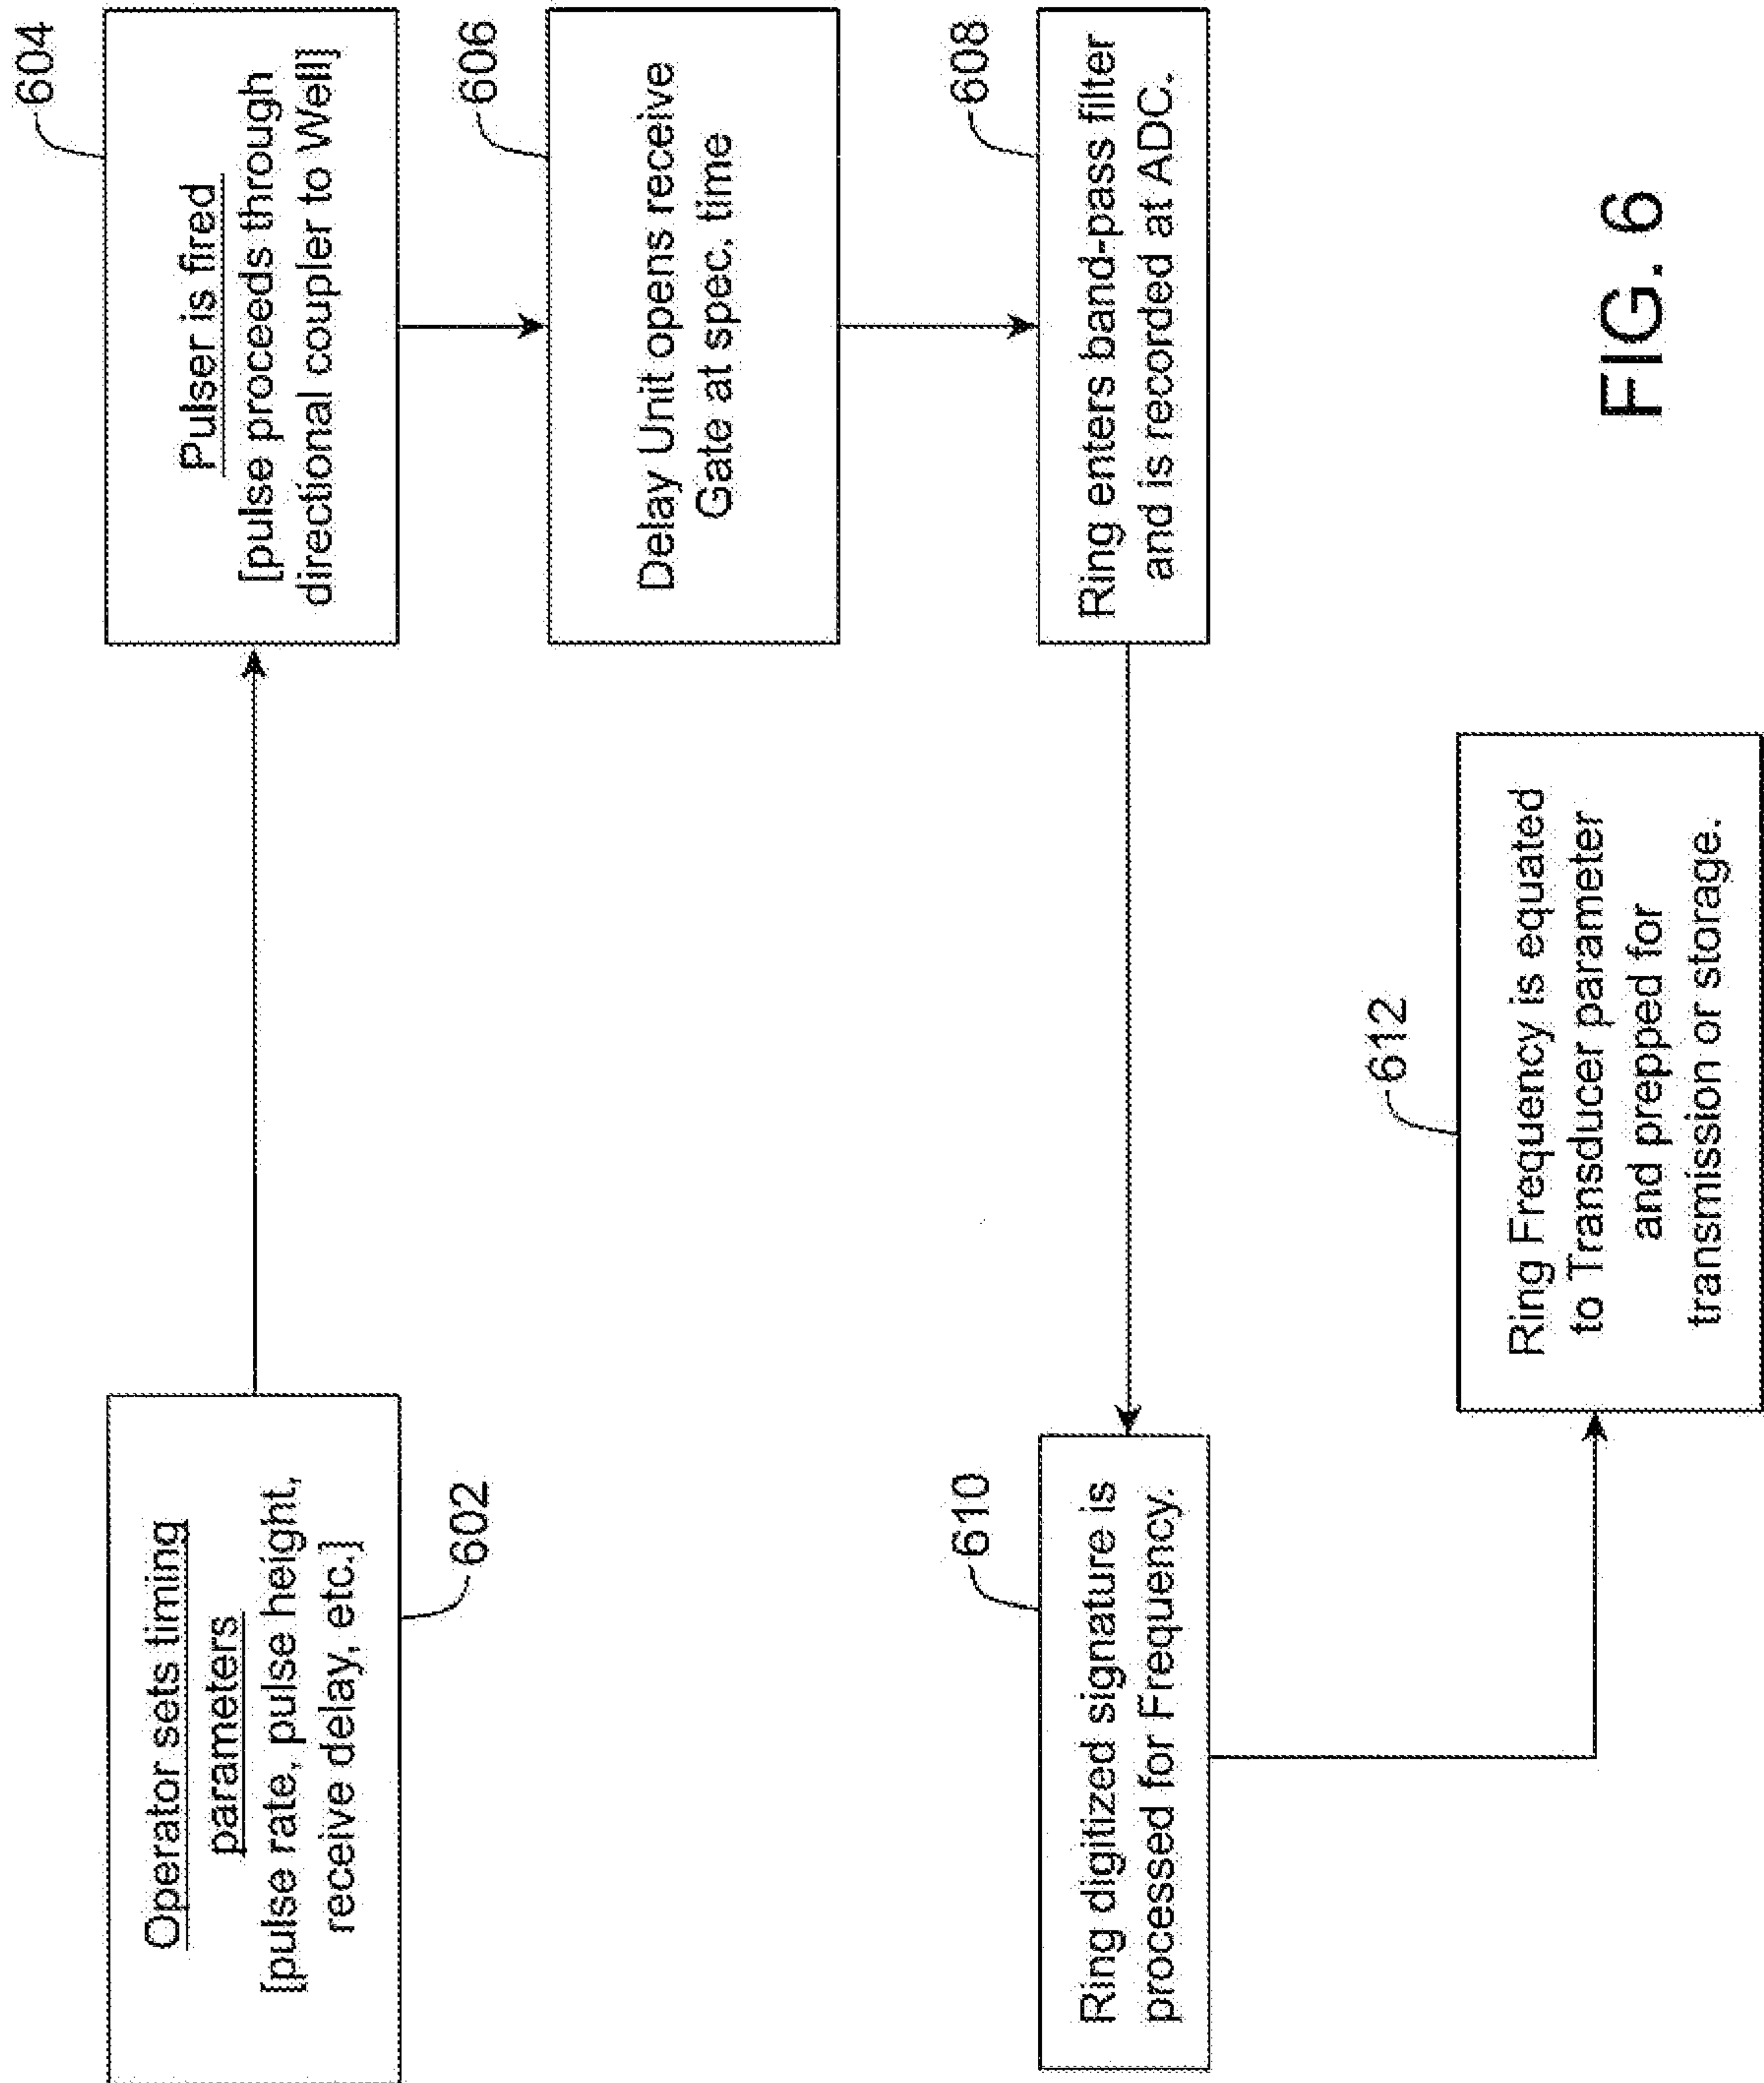 602
Operator sets timing
parameters
[pulse rate, pulse height,
receive delay, etc.]
604
Pulser is fired
[pulse proceeds through
directional coupler to Well]
606
Delay Unit opens receive
Gate at spec. time
608
Ring enters band-pass filter
and is recorded at ADC.
610
Ring digitized signature is
processed for Frequency.
612
Ring Frequency is equated
to Transducer parameter
and prepped for
transmission or storage.
FIG. 6